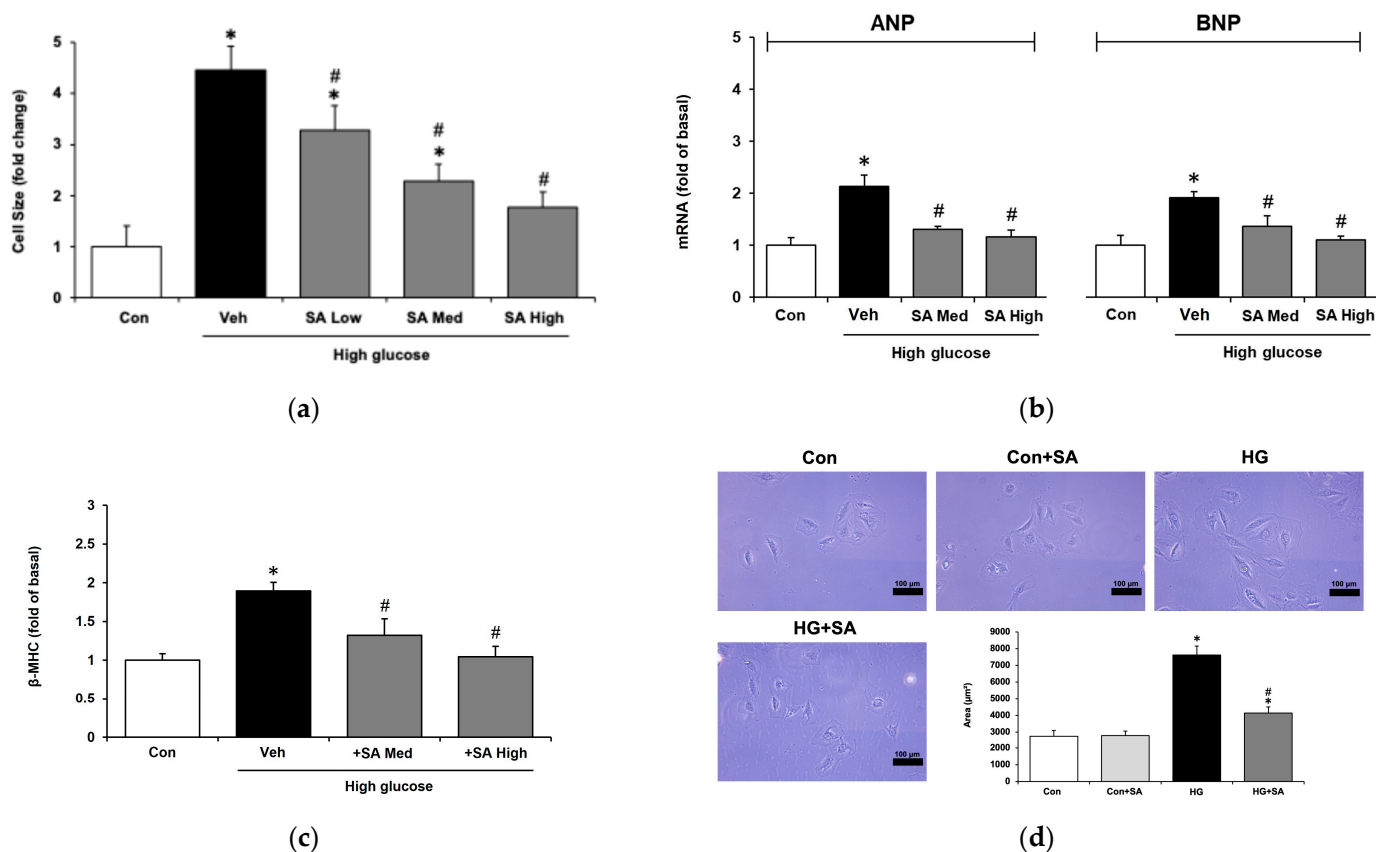 Cell Size (fold change)
5
4
3
2
1
0
*
#
*
#
*
#
Con
Veh
SA Low
SA Med
SA High
High glucose
(a)
ANP
BNP
mRNA (fold of basal)
5
4
3
2
1
0
*
#
#
*
#
#
Con
Veh
SA Med
SA High
Con
Veh
SA Med
SA High
High glucose
High glucose
(b)
β-MHC (fold of basal)
3
2.5
2
1.5
1
0.5
0
*
#
#
Con
Veh
+SA Med
+SA High
High glucose
(c)
Con
Con+SA
HG
100 µm
100 µm
100 µm
HG+SA
100 µm
Area (µm²)
9000
8000
7000
6000
5000
4000
3000
2000
1000
0
*
#
*
Con
Con+SA
HG
HG+SA
(d)